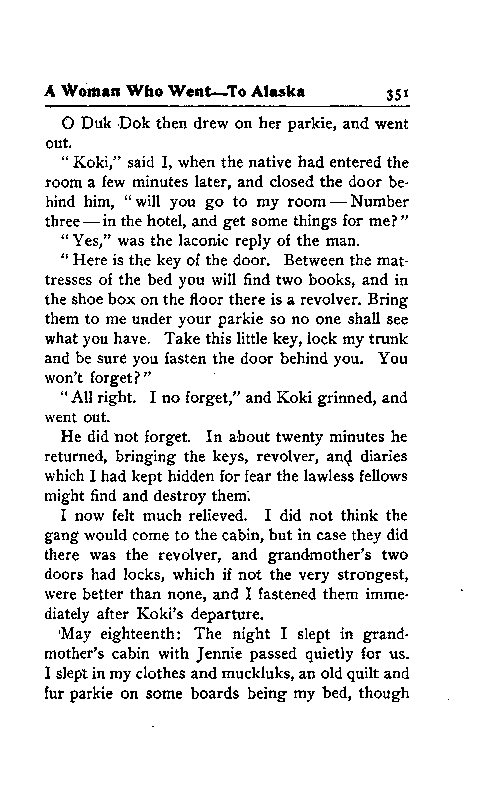 A Woman Who Went—To Alaska 351
O Duk Dok then drew on her parkie, and went
out.
“Koki,” said I, when the native had entered the
room a few minutes later, and closed the door be-
hind him, “will you go to my room — Number
three — in the hotel, and get some things for me?”
“Yes,” was the laconic reply of the man.
“Here is the key of the door. Between the mat-
tresses of the bed you will find two books, and in
the shoe box on the floor there is a revolver. Bring
them to me under your parkie so no one shall see
what you have. Take this little key, lock my trunk
and be sure you fasten the door behind you. You
won't forget?”
“All right. I no forget,” and Koki grinned, and
went out.
He did not forget. In about twenty minutes he
returned, bringing the keys, revolver, and diaries
which I had kept hidden for fear the lawless fellows
might find and destroy them.
I now felt much relieved. I did not think the
gang would come to the cabin, but in case they did
there was the revolver, and grandmother's two
doors had locks, which if not the very strongest,
were better than none, and I fastened them imme-
diately after Koki's departure.
May eighteenth: The night I slept in grand-
mother's cabin with Jennie passed quietly for us.
I slept in my clothes and muckluks, an old quilt and
fur parkie on some boards being my bed, though